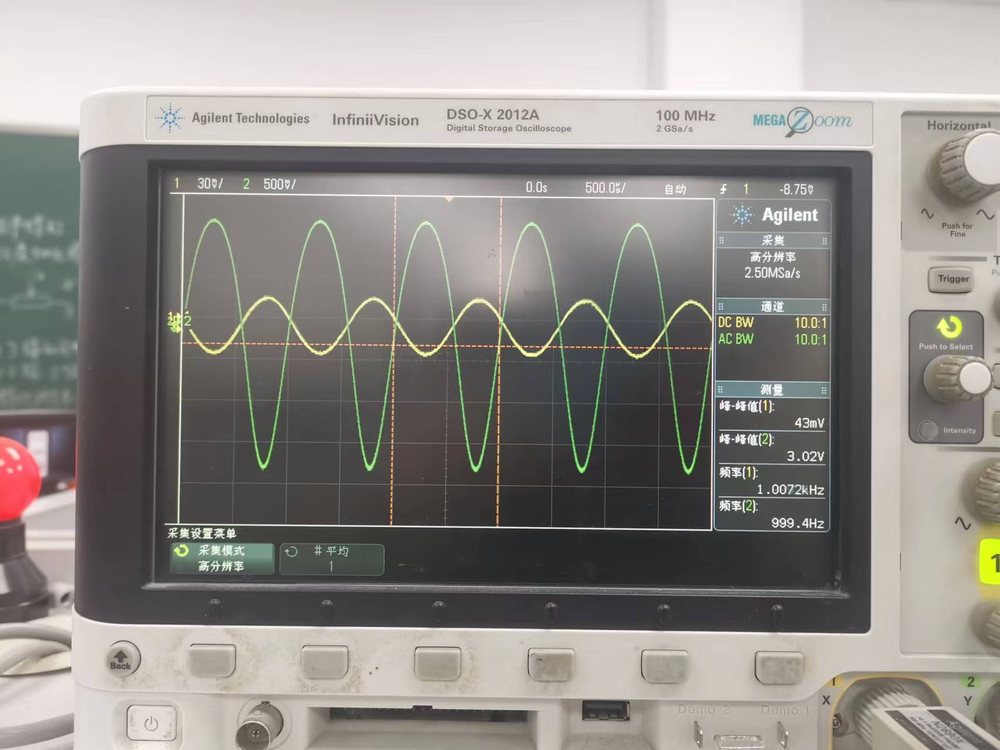 Agilent Technologies InfiniiVision DSO-X 2012A 100 MHz MEGA Zoom
Digital Storage Oscilloscope 2 GSa/s
Horizontal
1 30mV/ 2 500mV/ 0.0s 500.0µs/ 自动 1 -8.75mV
Agilent
采集
高分辨率
2.50MSa/s
通道
DC BW 10.0:1
AC BW 10.0:1
测量
峰-峰值(1):
43mV
峰-峰值(2):
3.02V
频率(1):
1.0072kHz
频率(2):
999.4Hz
2
采集设置菜单
采集模式
高分辨率
# 平均
1
Push for
Fine
Trigger
Push to Select
Intensity
1
Back
Demo 2 Demo 1
1
X
2
Y